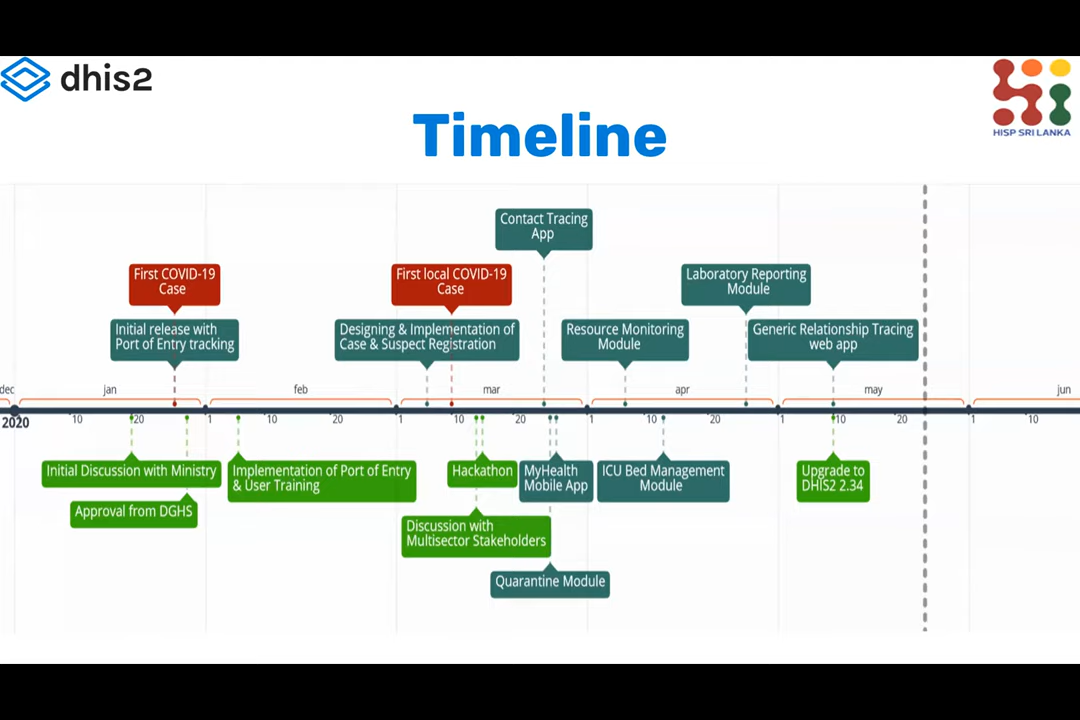 dhis2
HISP SRI LANKA
Timeline
Contact Tracing
App
First COVID-19
Case
First local COVID-19
Case
Laboratory Reporting
Module
Initial release with
Port of Entry tracking
Designing & Implementation of
Case & Suspect Registration
Resource Monitoring
Module
Generic Relationship Tracing
web app
dec jan feb mar apr may jun
2020 10 20 1 10 20 1 10 20 1 10 20 1 10 20 1 10
Initial Discussion with Ministry
Approval from DGHS
Implementation of Port of Entry
& User Training
Hackathon
MyHealth
Mobile App
ICU Bed Management
Module
Upgrade to
DHIS2 2.34
Discussion with
Multisector Stakeholders
Quarantine Module